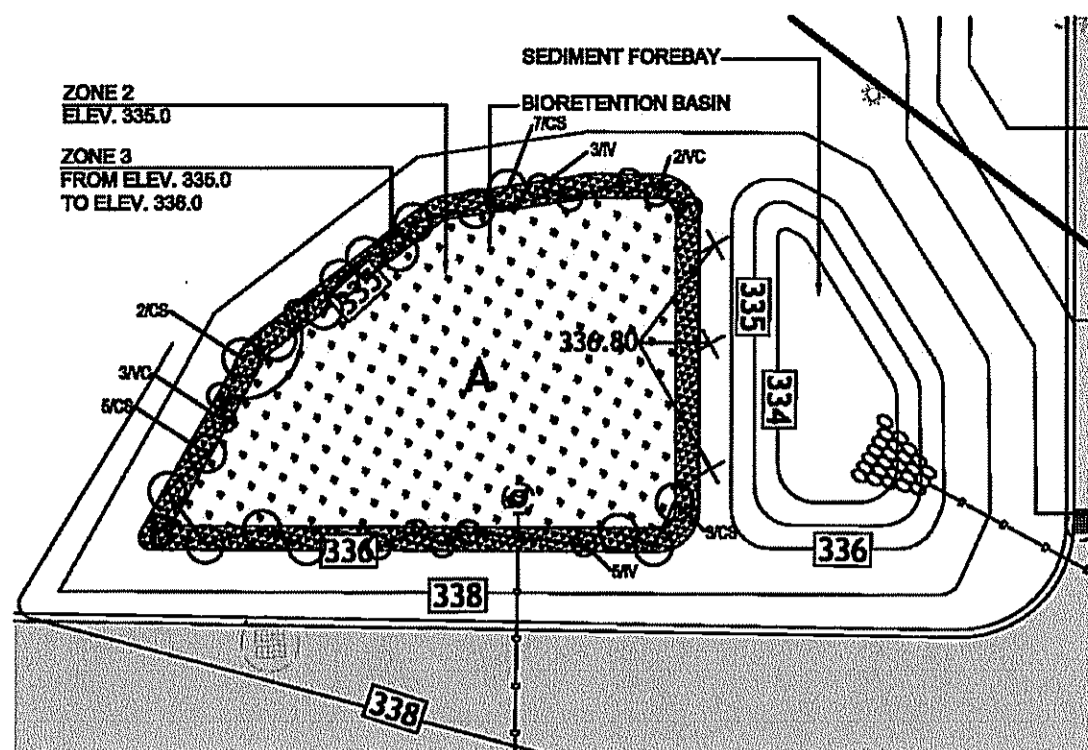 SEDIMENT FOREBAY
ZONE 2
ELEV. 335.0
BIORETENTION BASIN
7/CS
ZONE 3
FROM ELEV. 335.0
TO ELEV. 336.0
3/IV
2/VC
335
2/CS
335
336.80
3/VC
A
334
5/CS
3/CS
336
336
5/IV
338
338